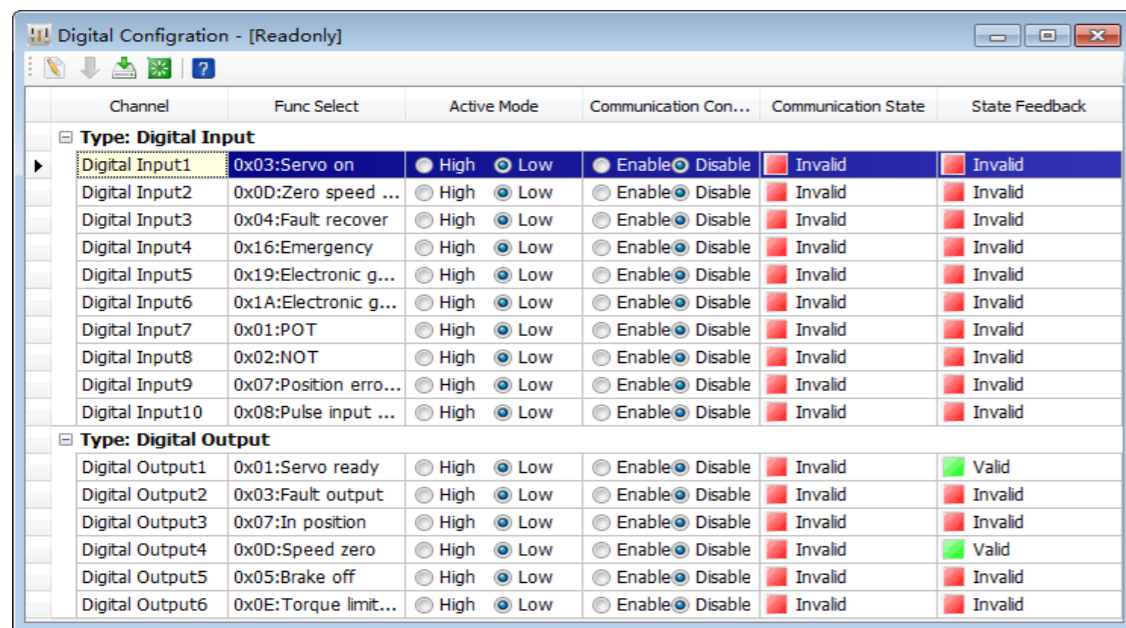 Digital Configration - [Readonly]
Channel Func Select Active Mode Communication Con... Communication State State Feedback
Type: Digital Input
Digital Input1 0x03:Servo on High Low Enable Disable Invalid Invalid
Digital Input2 0x0D:Zero speed ... High Low Enable Disable Invalid Invalid
Digital Input3 0x04:Fault recover High Low Enable Disable Invalid Invalid
Digital Input4 0x16:Emergency High Low Enable Disable Invalid Invalid
Digital Input5 0x19:Electronic g... High Low Enable Disable Invalid Invalid
Digital Input6 0x1A:Electronic g... High Low Enable Disable Invalid Invalid
Digital Input7 0x01:POT High Low Enable Disable Invalid Invalid
Digital Input8 0x02:NOT High Low Enable Disable Invalid Invalid
Digital Input9 0x07:Position erro... High Low Enable Disable Invalid Invalid
Digital Input10 0x08:Pulse input ... High Low Enable Disable Invalid Invalid
Type: Digital Output
Digital Output1 0x01:Servo ready High Low Enable Disable Invalid Valid
Digital Output2 0x03:Fault output High Low Enable Disable Invalid Invalid
Digital Output3 0x07:In position High Low Enable Disable Invalid Invalid
Digital Output4 0x0D:Speed zero High Low Enable Disable Invalid Valid
Digital Output5 0x05:Brake off High Low Enable Disable Invalid Invalid
Digital Output6 0x0E:Torque limit... High Low Enable Disable Invalid Invalid